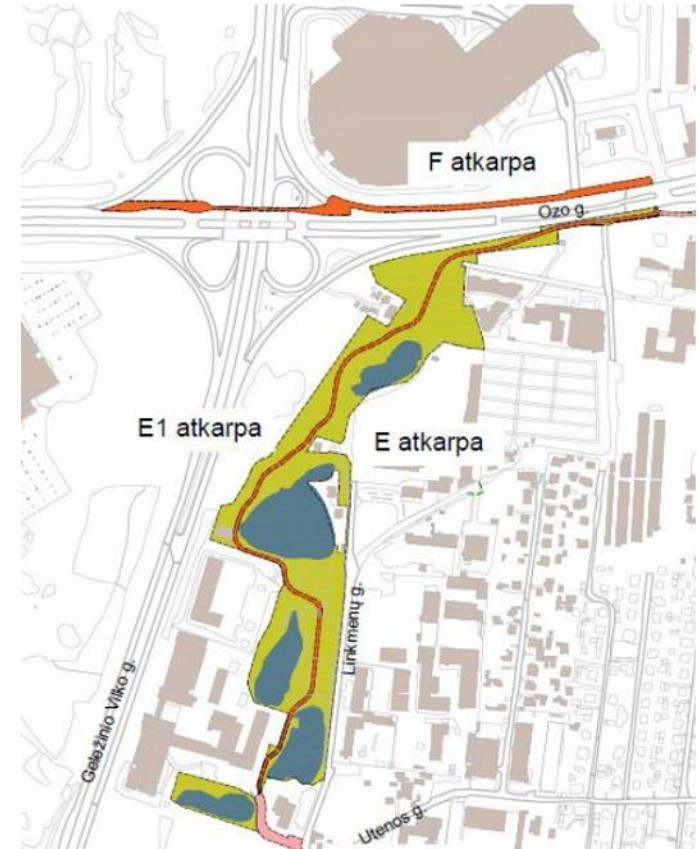 F atkarpa
Ozo g.
E1 atkarpa
E atkarpa
Linkmenų g.
Geležinio Vilko g.
Utenos g.